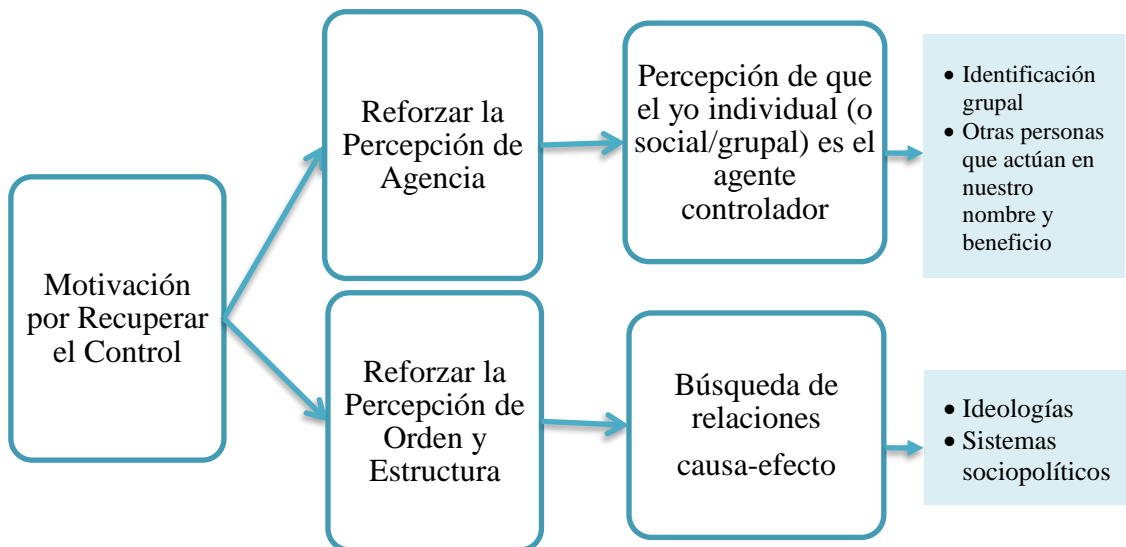 Motivación
por Recuperar
el Control
Reforzar la
Percepción de
Agencia
Percepción de que
el yo individual (o
social/grupal) es el
agente
controlador
• Identificación
grupal
• Otras personas
que actúan en
nuestro
nombre y
beneficio
Reforzar la
Percepción de
Orden y
Estructura
Búsqueda de
relaciones
causa-efecto
• Ideologías
• Sistemas
sociopolíticos